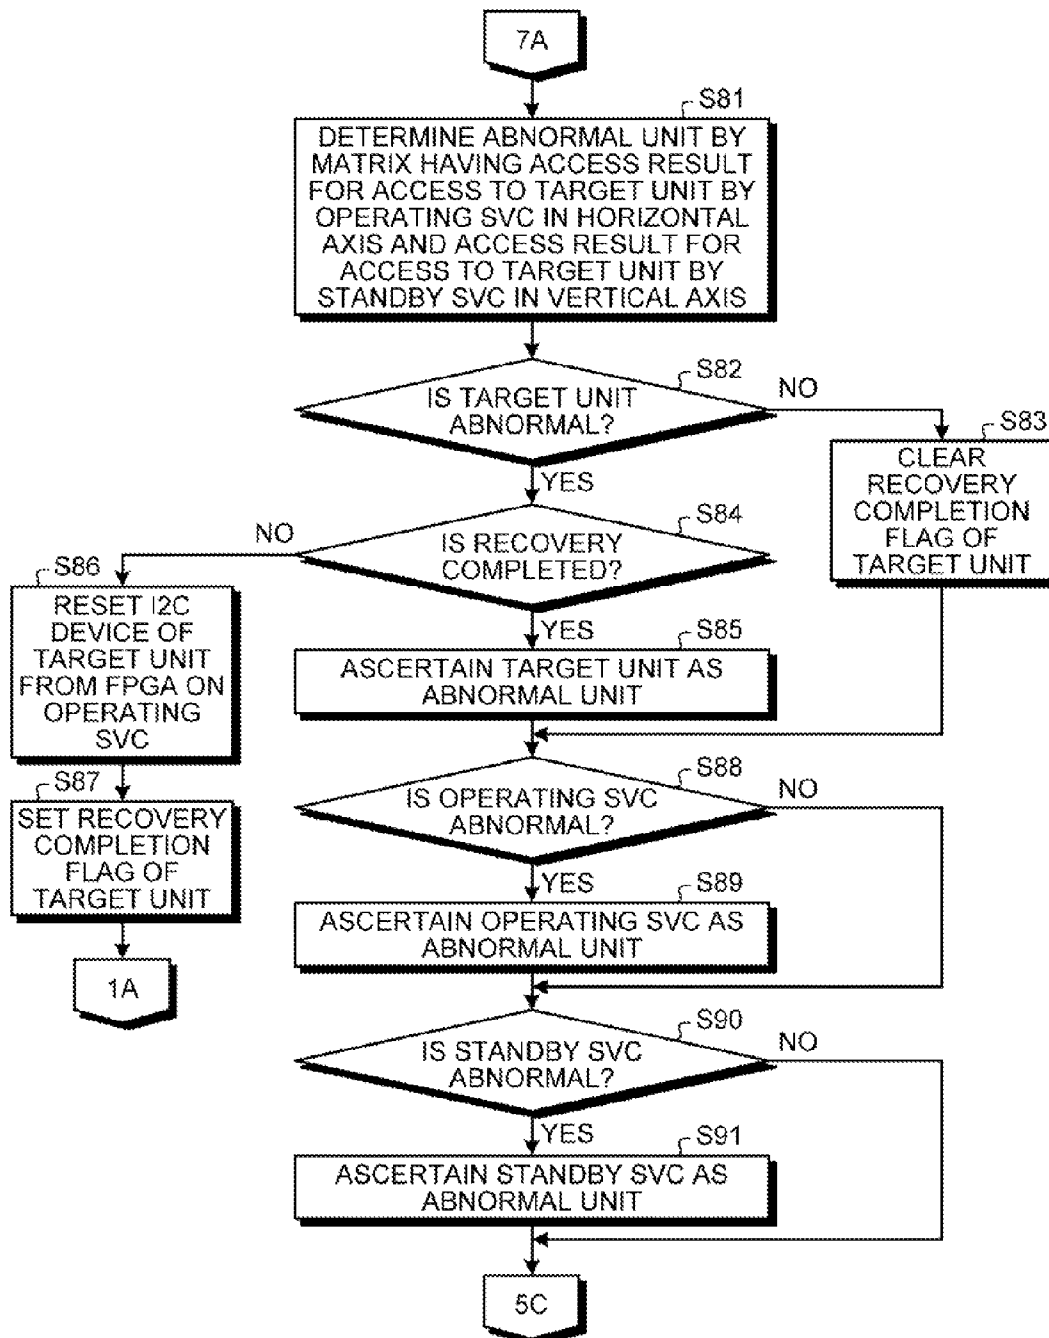 7A
S81
DETERMINE ABNORMAL UNIT BY
MATRIX HAVING ACCESS RESULT
FOR ACCESS TO TARGET UNIT BY
OPERATING SVC IN HORIZONTAL
AXIS AND ACCESS RESULT FOR
ACCESS TO TARGET UNIT BY
STANDBY SVC IN VERTICAL AXIS
S82
IS TARGET UNIT
ABNORMAL?
NO
YES
S83
CLEAR
RECOVERY
COMPLETION
FLAG OF
TARGET UNIT
S84
IS RECOVERY
COMPLETED?
NO
YES
S86
RESET I2C
DEVICE OF
TARGET UNIT
FROM FPGA ON
OPERATING
SVC
S87
SET RECOVERY
COMPLETION
FLAG OF
TARGET UNIT
1A
S85
ASCERTAIN TARGET UNIT AS
ABNORMAL UNIT
S88
IS OPERATING SVC
ABNORMAL?
NO
YES
S89
ASCERTAIN OPERATING SVC AS
ABNORMAL UNIT
S90
IS STANDBY SVC
ABNORMAL?
NO
YES
S91
ASCERTAIN STANDBY SVC AS
ABNORMAL UNIT
5C